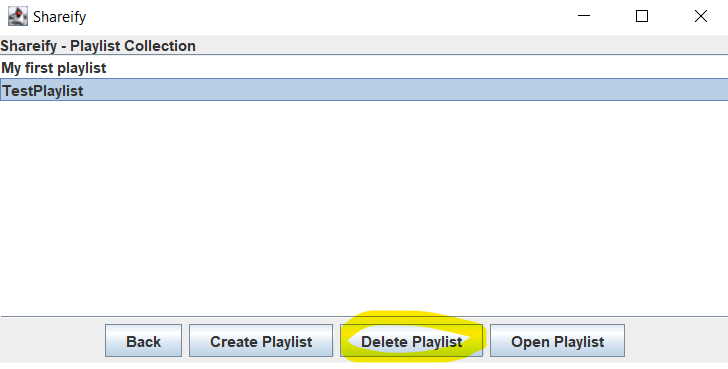 Shareify
Shareify - Playlist Collection
My first playlist
TestPlaylist
Back Create Playlist Delete Playlist Open Playlist